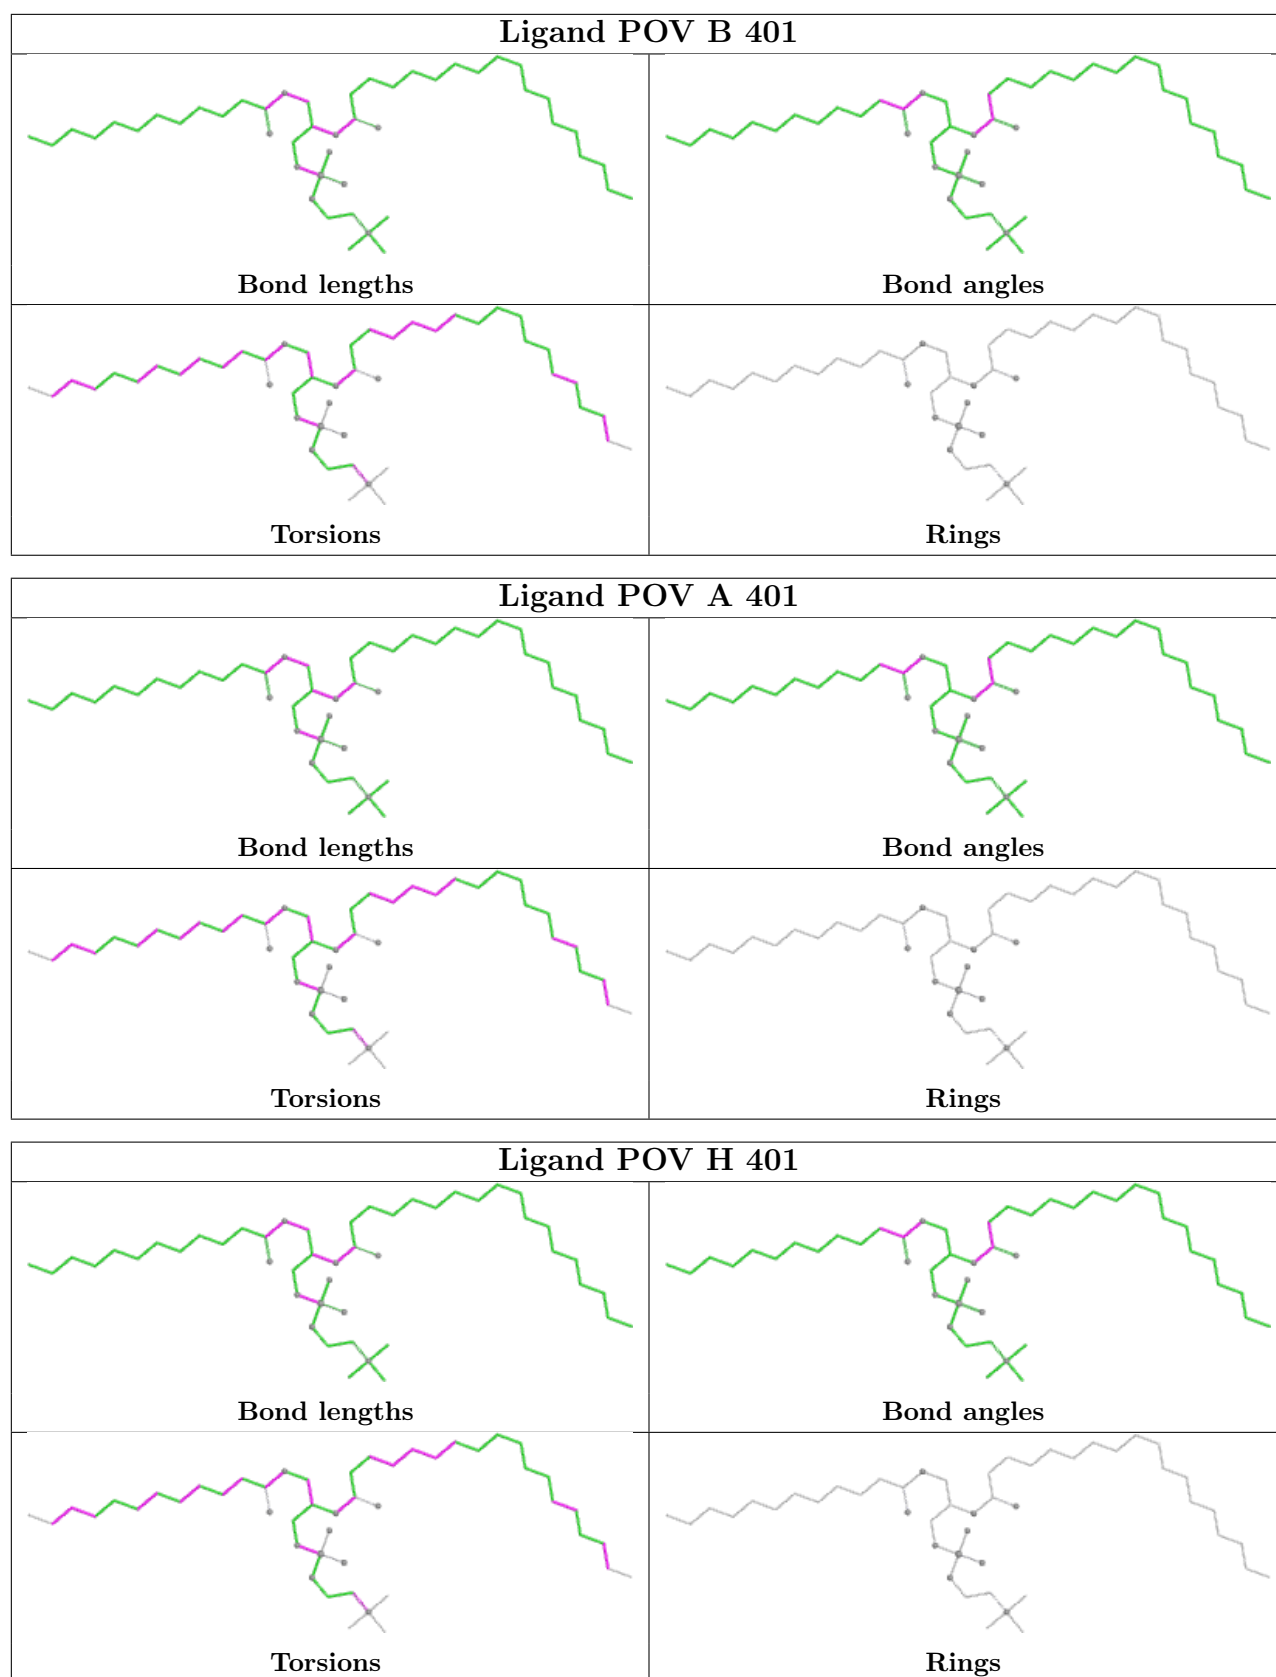 Ligand POV B 401
Bond lengths
Bond angles
Torsions
Rings
Ligand POV A 401
Bond lengths
Bond angles
Torsions
Rings
Ligand POV H 401
Bond lengths
Bond angles
Torsions
Rings